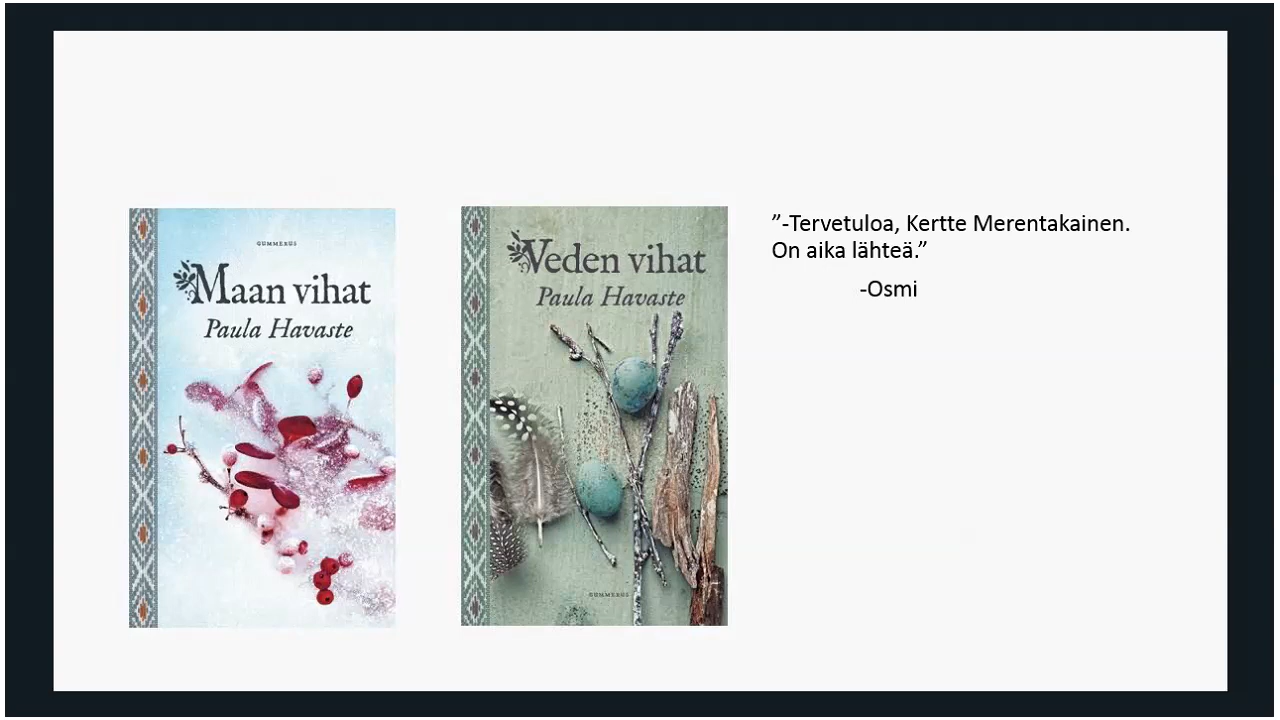 GUMMERUS
Maan vihat
Paula Havaste
Veden vihat
Paula Havaste
GUMMERUS
”-Tervetuloa, Kertte Merentakainen.
On aika lähteä.”
-Osmi